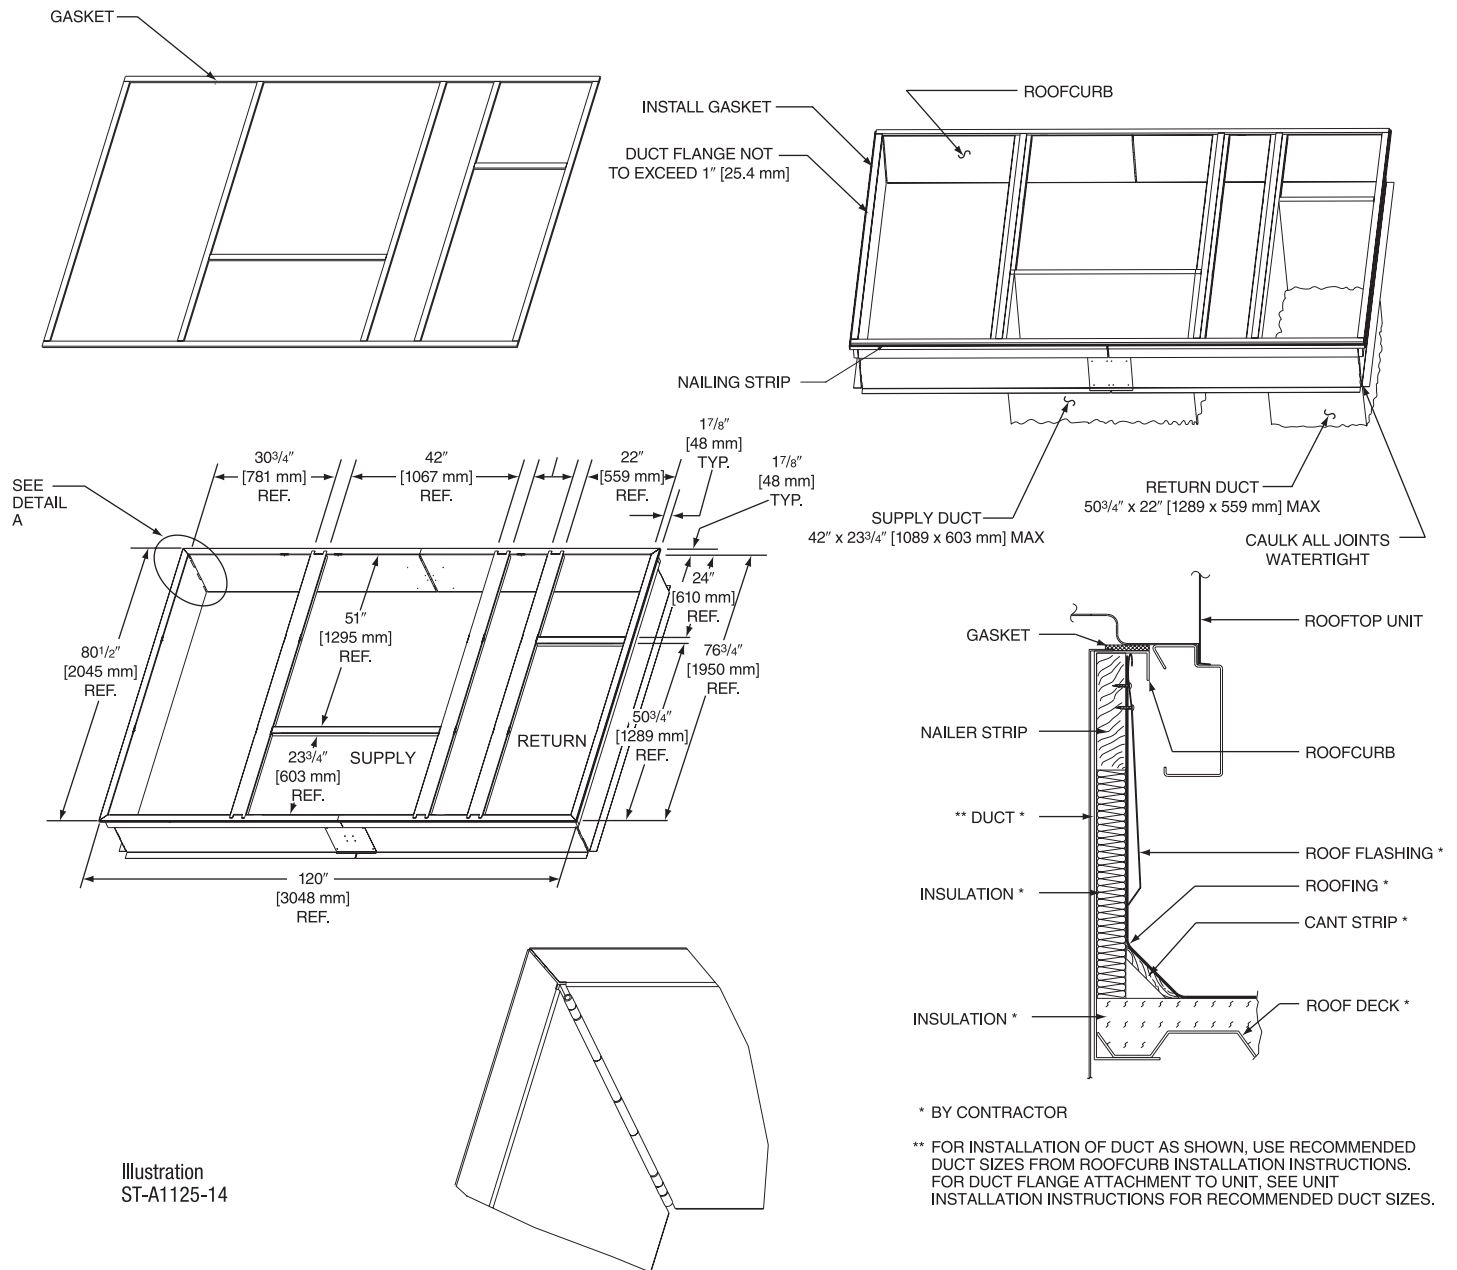 GASKET
INSTALL GASKET
ROOFCURB
DUCT FLANGE NOT
TO EXCEED 1" [25.4 mm]
NAILING STRIP
SUPPLY DUCT
42" x 233/4" [1089 x 603 mm] MAX
RETURN DUCT
503/4" x 22" [1289 x 559 mm] MAX
CAULK ALL JOINTS
WATERTIGHT
SEE
DETAIL
A
303/4"
[781 mm]
REF.
42"
[1067 mm]
REF.
22"
[559 mm]
REF.
17/8"
[48 mm]
TYP.
17/8"
[48 mm]
TYP.
801/2"
[2045 mm]
REF.
51"
[1295 mm]
REF.
24"
[610 mm]
REF.
763/4"
[1950 mm]
REF.
503/4"
[1289 mm]
REF.
233/4"
[603 mm]
REF.
SUPPLY
RETURN
120"
[3048 mm]
REF.
GASKET
ROOFTOP UNIT
NAILER STRIP
ROOFCURB
** DUCT *
ROOF FLASHING *
INSULATION *
ROOFING *
CANT STRIP *
INSULATION *
ROOF DECK *
* BY CONTRACTOR
** FOR INSTALLATION OF DUCT AS SHOWN, USE RECOMMENDED
DUCT SIZES FROM ROOFCURB INSTALLATION INSTRUCTIONS.
FOR DUCT FLANGE ATTACHMENT TO UNIT, SEE UNIT
INSTALLATION INSTRUCTIONS FOR RECOMMENDED DUCT SIZES.
Illustration
ST-A1125-14